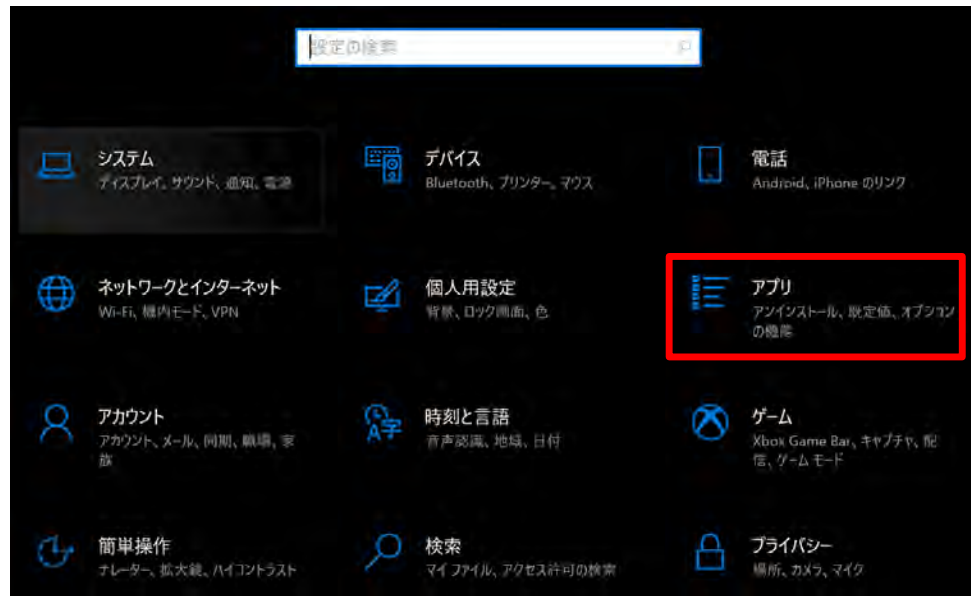 設定の検索
システム
ディスプレイ、サウンド、通知、電源
デバイス
Bluetooth、プリンター、マウス
電話
Android、iPhone のリンク
ネットワークとインターネット
Wi-Fi、機内モード、VPN
個人用設定
背景、ロック画面、色
アプリ
アンインストール、既定値、オプション
の機能
アカウント
アカウント、メール、同期、職場、家
族
時刻と言語
音声認識、地域、日付
ゲーム
Xbox Game Bar、キャプチャ、配
信、ゲーム モード
簡単操作
ナレーター、拡大鏡、ハイコントラスト
検索
マイ ファイル、アクセス許可の検索
プライバシー
場所、カメラ、マイク